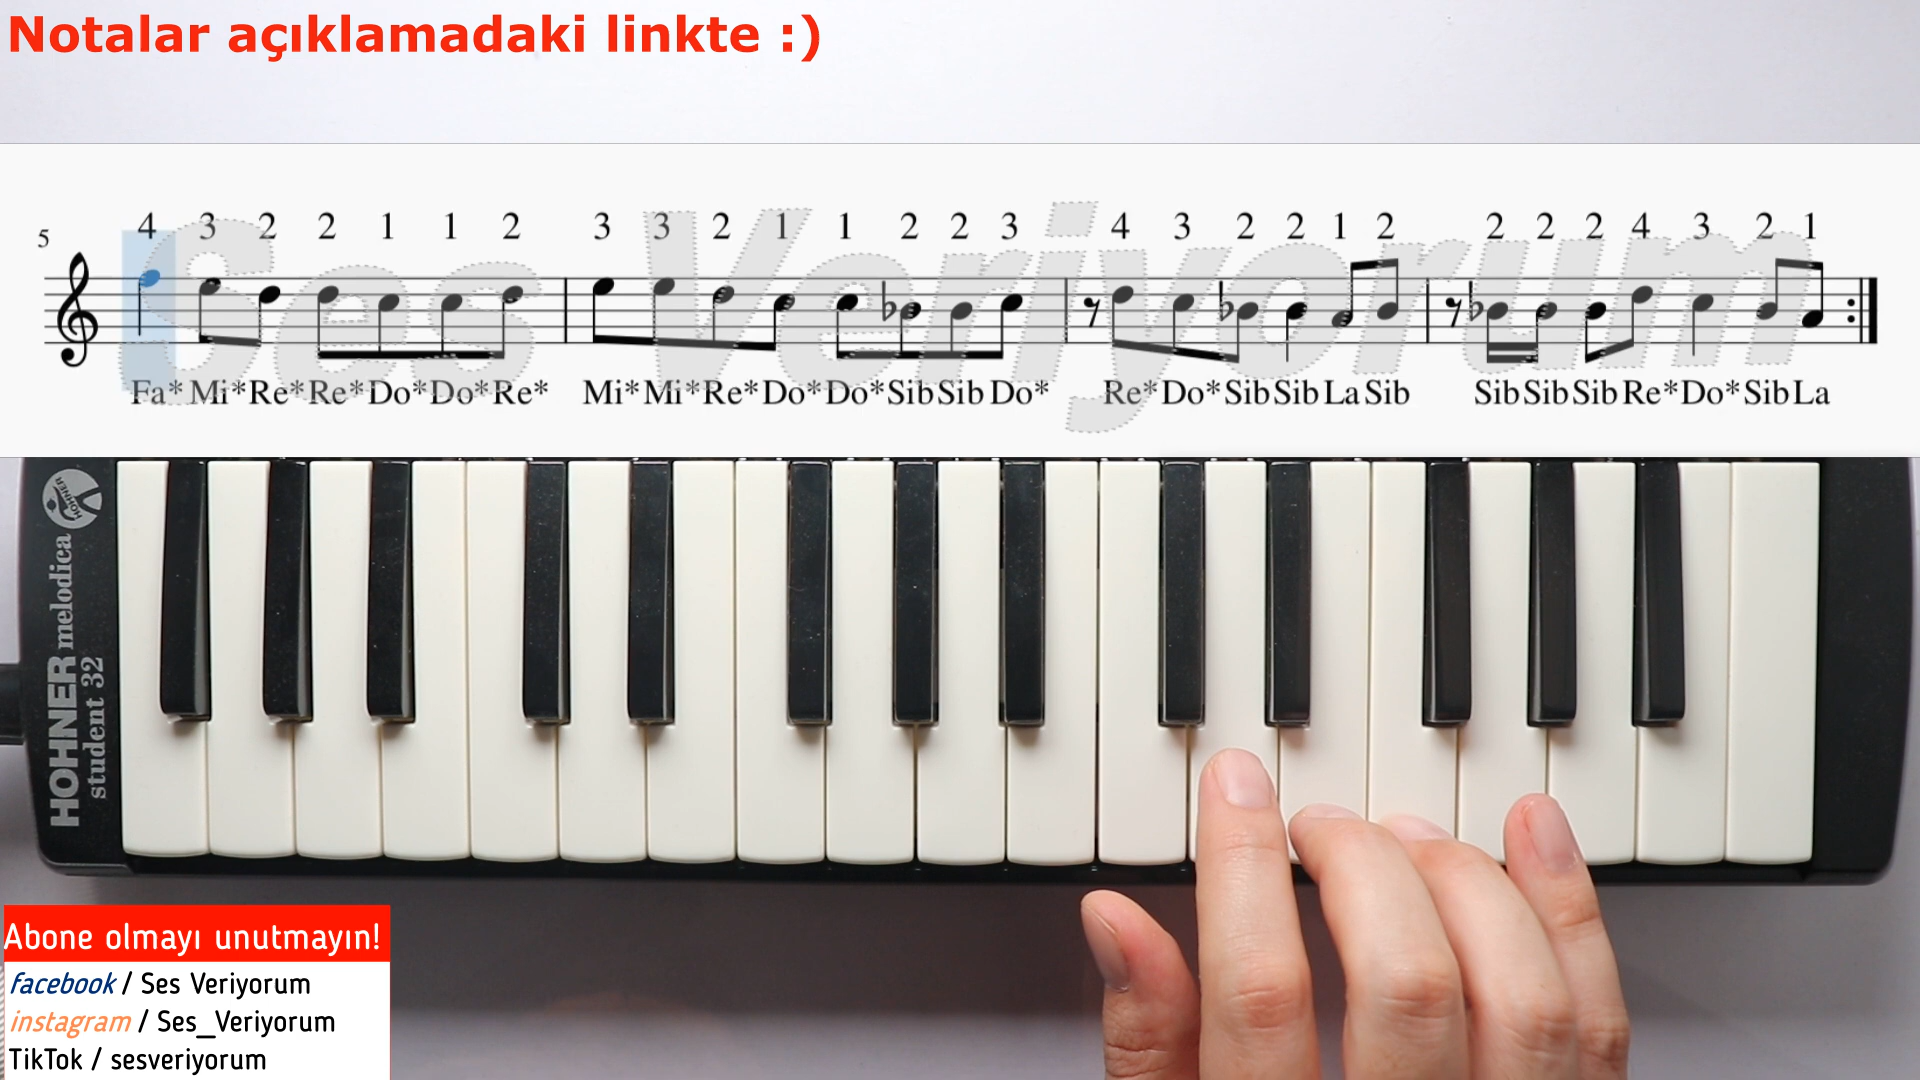 Notalar açıklamadaki linkte :)
4 3 2 2 1 1 2 3 3 2 1 1 2 2 3 4 3 2 2 1 2 2 2 2 4 3 2 1
5
Ses Veriyorum
Fa* Mi* Re* Re* Do* Do* Re* Mi* Mi* Re* Do* Do* Sib Sib Do* Re* Do* Sib Sib La Sib Sib Sib Sib Re* Do* Sib La
HOHNER
HOHNER melodica
student 32
Abone olmayı unutmayın!
facebook / Ses Veriyorum
instagram / Ses_Veriyorum
TikTok / sesveriyorum